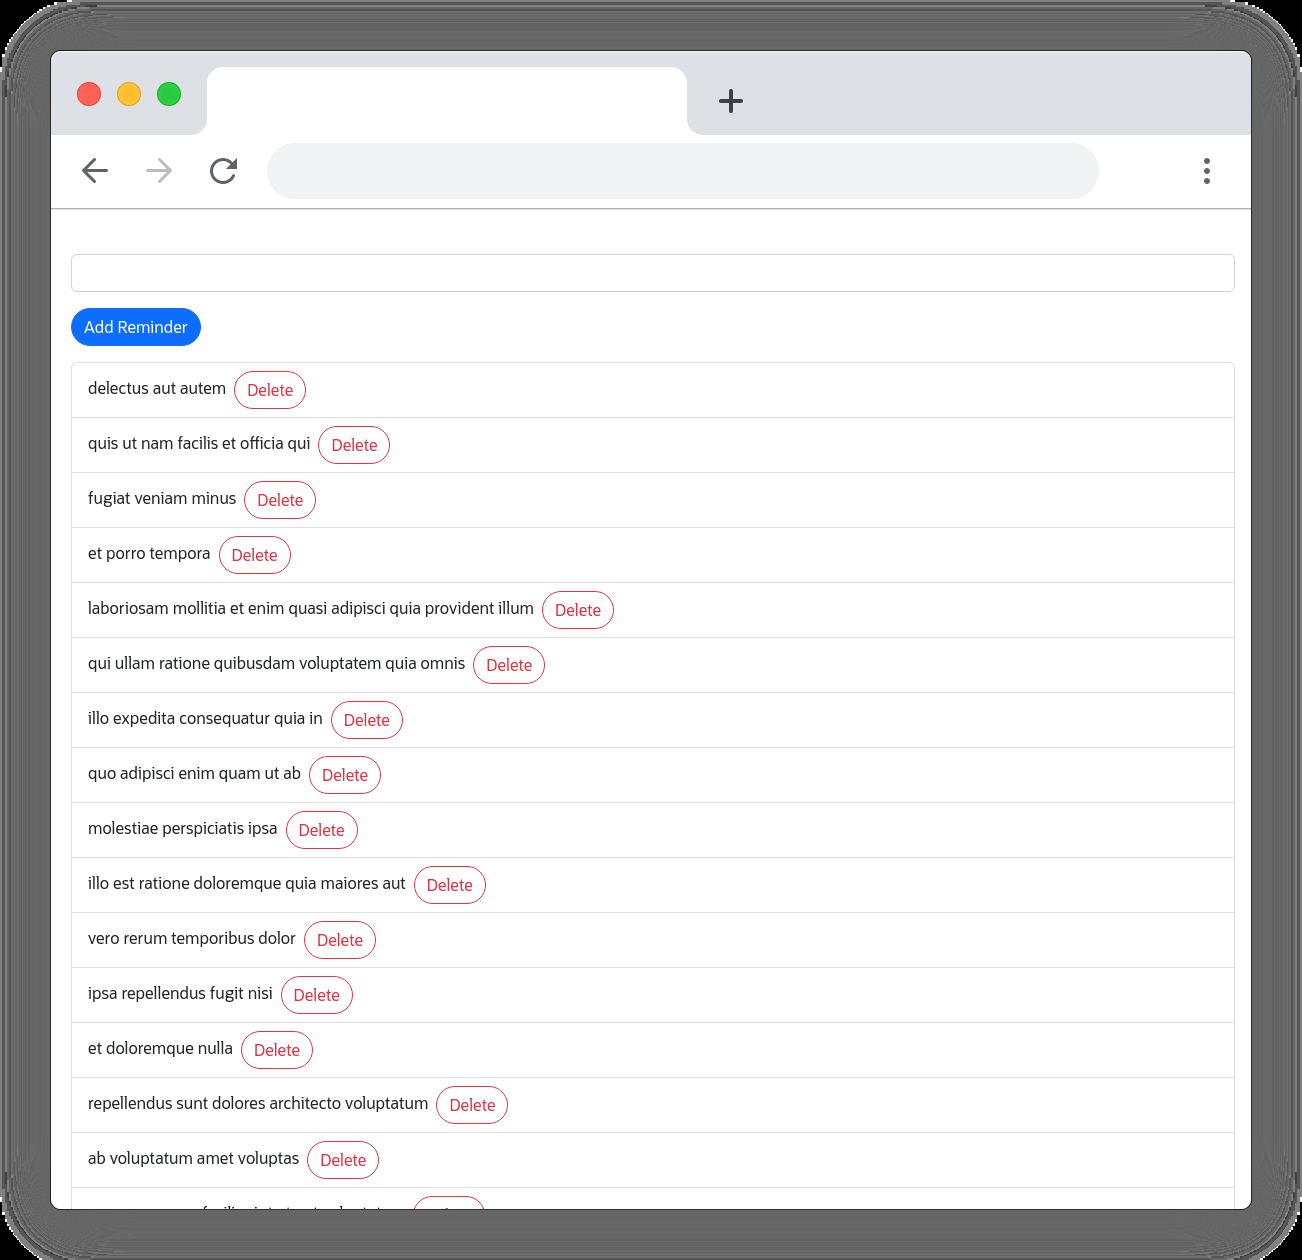 Add Reminder
delectus aut autem Delete
quis ut nam facilis et officia qui Delete
fugiat veniam minus Delete
et porro tempora Delete
laboriosam mollitia et enim quasi adipisci quia provident illum Delete
qui ullam ratione quibusdam voluptatem quia omnis Delete
illo expedita consequatur quia in Delete
quo adipisci enim quam ut ab Delete
molestiae perspiciatis ipsa Delete
illo est ratione doloremque quia maiores aut Delete
vero rerum temporibus dolor Delete
ipsa repellendus fugit nisi Delete
et doloremque nulla Delete
repellendus sunt dolores architecto voluptatum Delete
ab voluptatum amet voluptas Delete